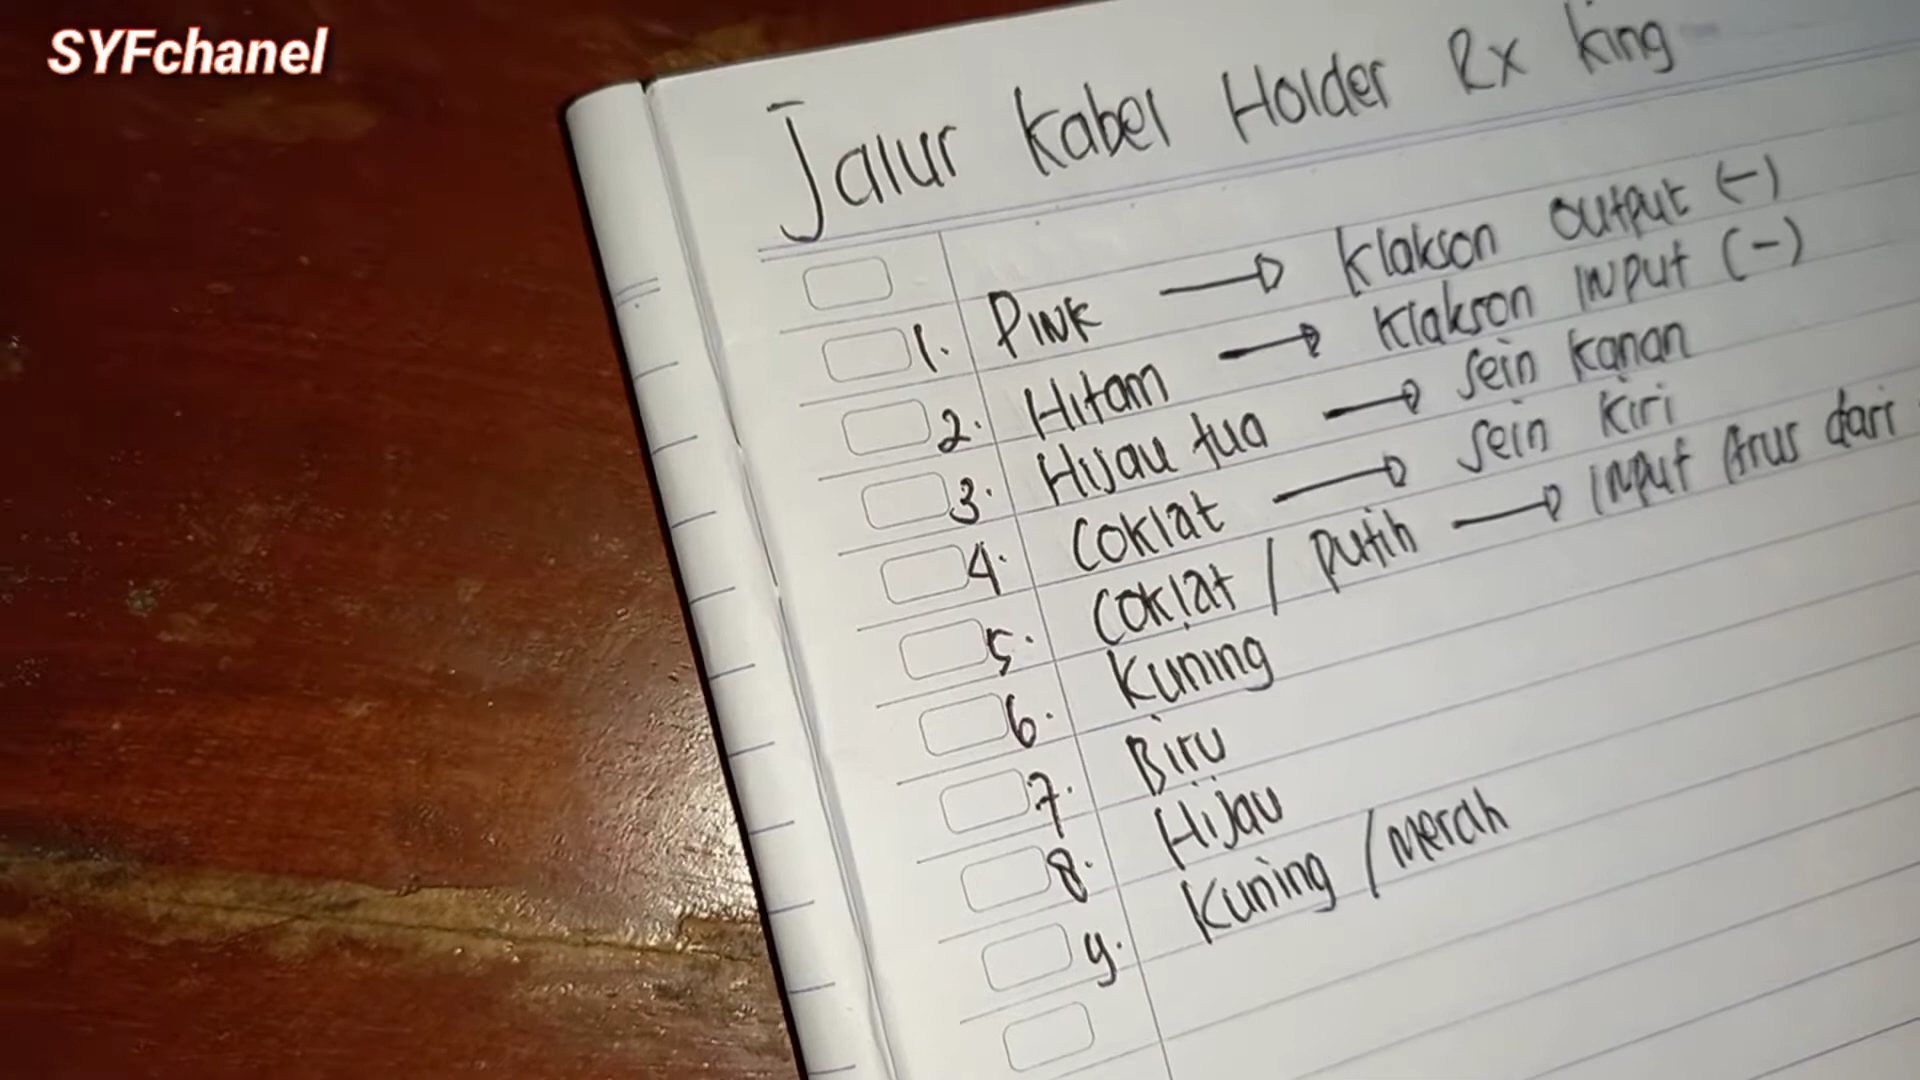 SYFchanel
Jalur Kabel Holder Rx King
1. Pink → Klakson output (-)
2. Hitam → Klakson input (-)
3. Hijau tua → Sein kanan
4. Coklat → Sein kiri
5. Coklat / putih → input Arus dari
6. Kuning
7. Biru
8. Hijau
9. Kuning / Merah